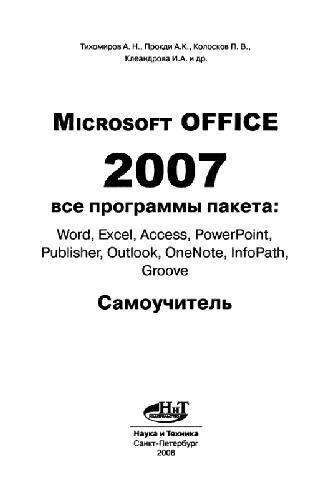 Тихомиров А. Н., Прокди А.К., Колосков П. В.,
Клеандрова И.А. и др.
MICROSOFT OFFICE
2007
все программы пакета:
Word, Excel, Access, PowerPoint,
Publisher, Outlook, OneNote, InfoPath,
Groove
Самоучитель
НиТ
Наука и Техника
Санкт-Петербург
2008